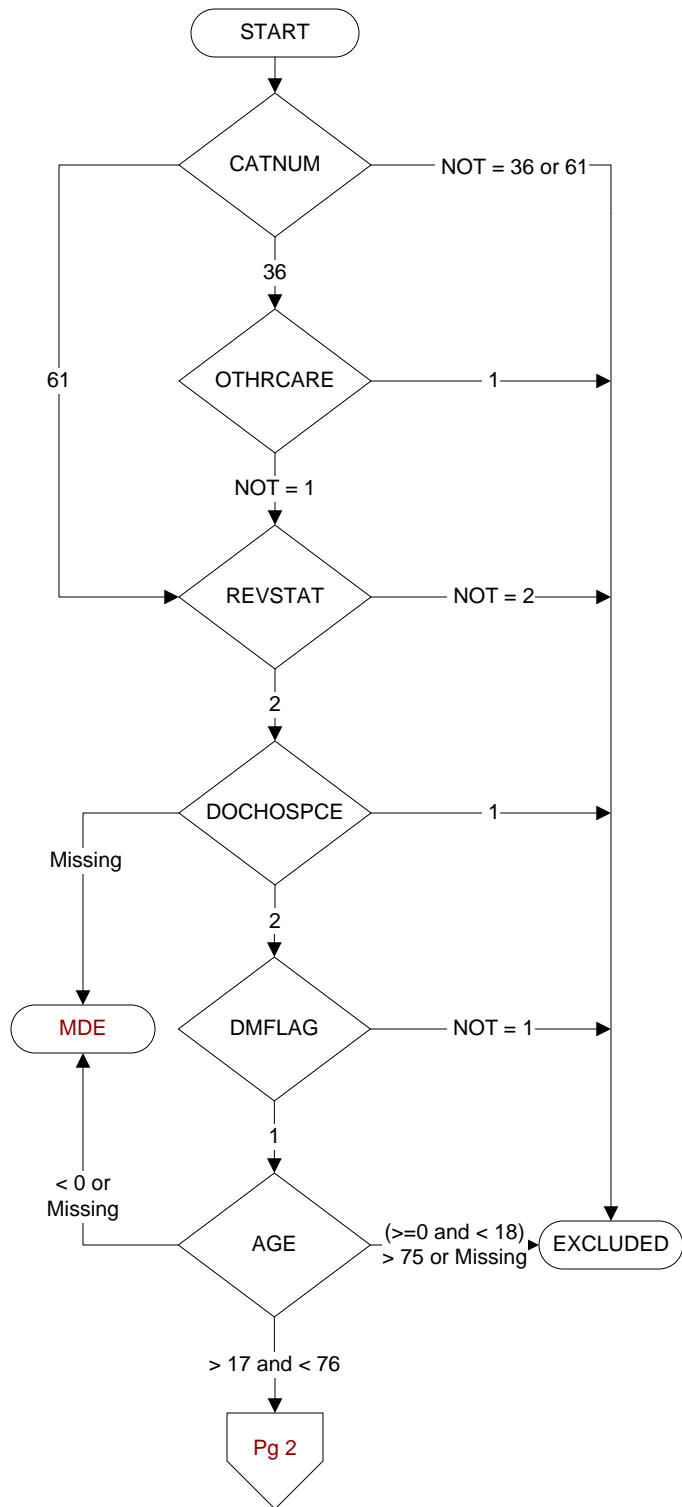 START
CATNUM
NOT = 36 or 61
36
61
OTHRCARE
1
NOT = 1
REVSTAT
NOT = 2
2
DOCHOSPCE
1
Missing
2
MDE
DMFLAG
NOT = 1
1
< 0 or
Missing
AGE
(>=0 and < 18)
> 75 or Missing
EXCLUDED
> 17 and < 76
Pg 2